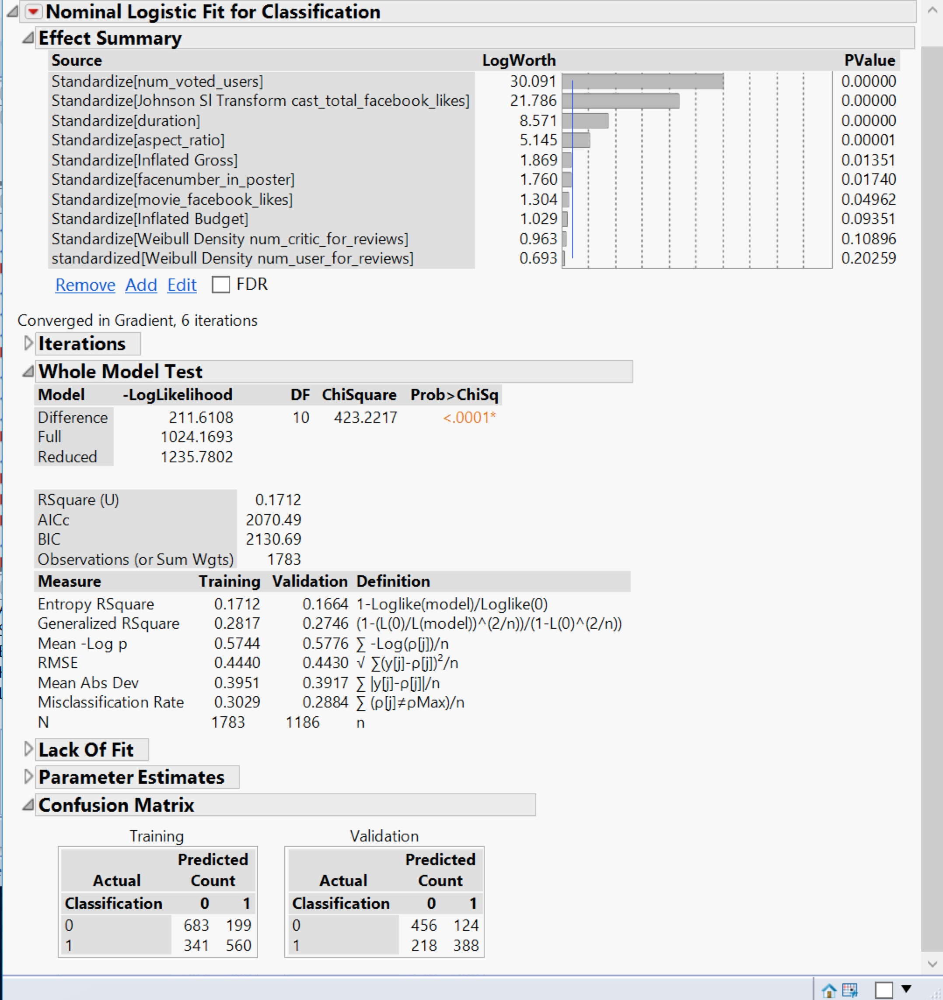 Nominal Logistic Fit for Classification
Effect Summary
Source LogWorth PValue
Standardize[num_voted_users] 30.091 0.00000
Standardize[Johnson Sl Transform cast_total_facebook_likes] 21.786 0.00000
Standardize[duration] 8.571 0.00000
Standardize[aspect_ratio] 5.145 0.00001
Standardize[Inflated Gross] 1.869 0.01351
Standardize[facenumber_in_poster] 1.760 0.01740
Standardize[movie_facebook_likes] 1.304 0.04962
Standardize[Inflated Budget] 1.029 0.09351
Standardize[Weibull Density num_critic_for_reviews] 0.963 0.10896
standardized[Weibull Density num_user_for_reviews] 0.693 0.20259
Remove Add Edit FDR
Converged in Gradient, 6 iterations
Iterations
Whole Model Test
Model -LogLikelihood DF ChiSquare Prob>ChiSq
Difference 211.6108 10 423.2217 <.0001*
Full 1024.1693
Reduced 1235.7802
RSquare (U) 0.1712
AICc 2070.49
BIC 2130.69
Observations (or Sum Wgts) 1783
Measure Training Validation Definition
Entropy RSquare 0.1712 0.1664 1-Loglike(model)/Loglike(0)
Generalized RSquare 0.2817 0.2746 (1-(L(0)/L(model))^(2/n))/(1-L(0)^(2/n))
Mean -Log p 0.5744 0.5776 ∑ -Log(ρ[j])/n
RMSE 0.4440 0.4430 √ ∑(y[j]-ρ[j])²/n
Mean Abs Dev 0.3951 0.3917 ∑ |y[j]-ρ[j]|/n
Misclassification Rate 0.3029 0.2884 ∑ (ρ[j]≠ρMax)/n
N 1783 1186 n
Lack Of Fit
Parameter Estimates
Confusion Matrix
Training Validation
Predicted Predicted
Actual Count Actual Count
Classification 0 1 Classification 0 1
0 683 199 0 456 124
1 341 560 1 218 388